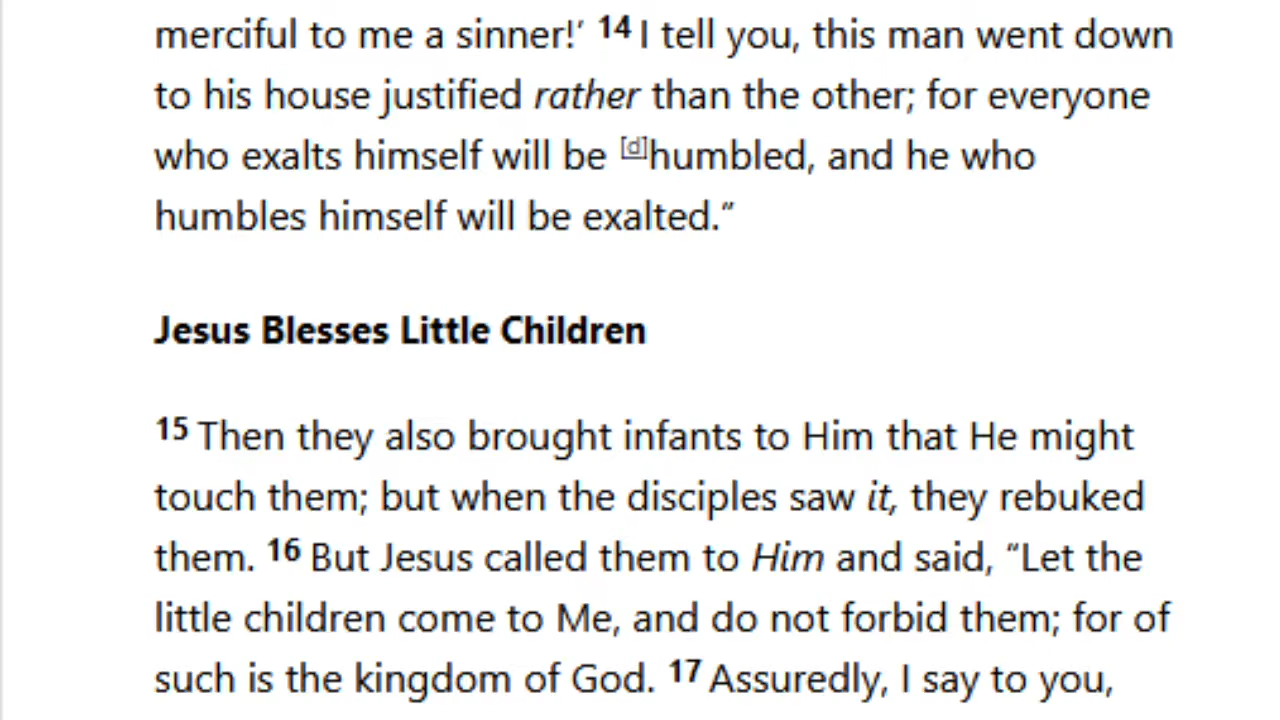 merciful to me a sinner!’ 14 I tell you, this man went down
to his house justified rather than the other; for everyone
who exalts himself will be [d]humbled, and he who
humbles himself will be exalted.”
Jesus Blesses Little Children
15 Then they also brought infants to Him that He might
touch them; but when the disciples saw it, they rebuked
them. 16 But Jesus called them to Him and said, “Let the
little children come to Me, and do not forbid them; for of
such is the kingdom of God. 17 Assuredly, I say to you,